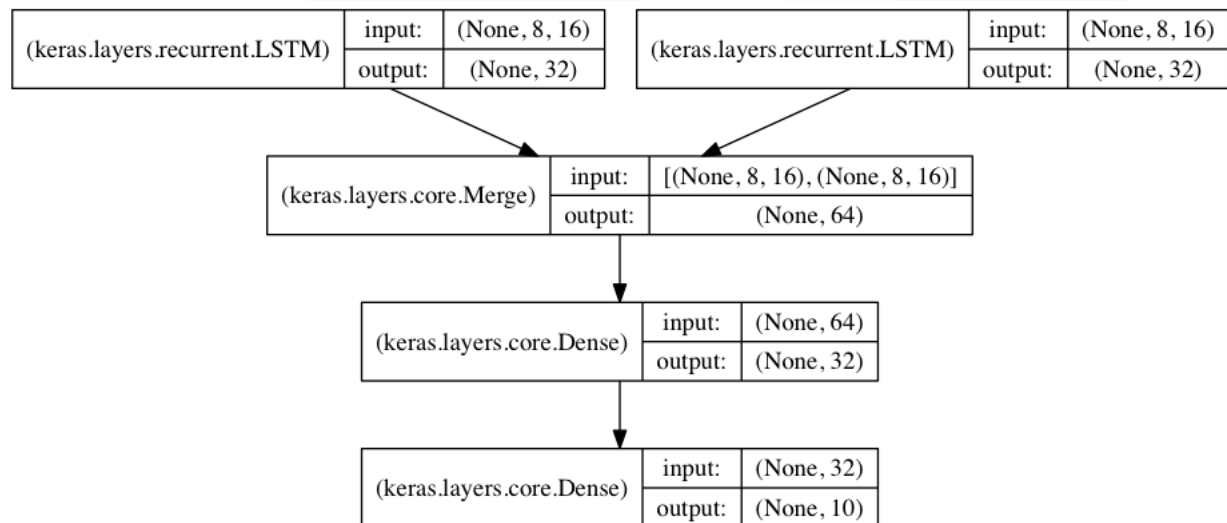 (keras.layers.recurrent.LSTM) input: (None, 8, 16)
output: (None, 32)
(keras.layers.recurrent.LSTM) input: (None, 8, 16)
output: (None, 32)
(keras.layers.core.Merge) input: [(None, 8, 16), (None, 8, 16)]
output: (None, 64)
(keras.layers.core.Dense) input: (None, 64)
output: (None, 32)
(keras.layers.core.Dense) input: (None, 32)
output: (None, 10)